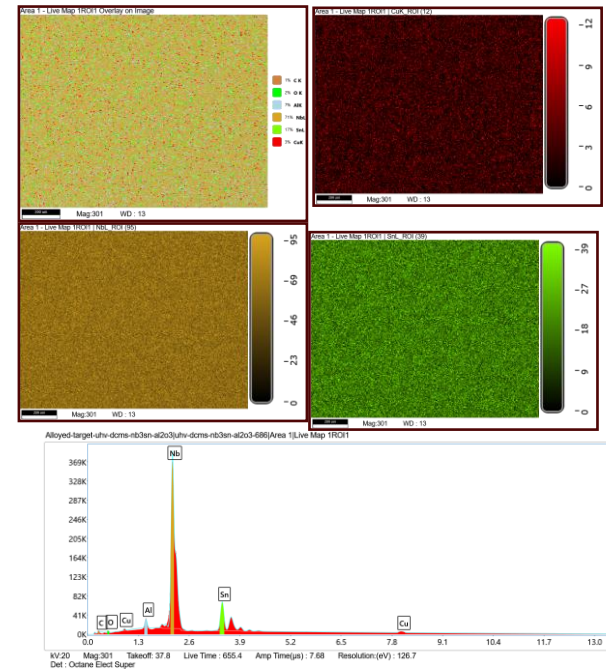 Area 1 - Live Map 1ROI1 Overlay on Image
1% C K
2% O K
7% AlK
71% NbL
17% SnL
3% CuK
Mag:301 WD : 13
Area 1 - Live Map 1ROI1 | CuK_ROI (12)
12
9
6
3
0
Mag:301 WD : 13
Area 1 - Live Map 1ROI1 | NbL_ROI (95)
95
69
46
23
0
Mag:301 WD : 13
Area 1 - Live Map 1ROI1 | SnL_ROI (39)
39
27
18
9
0
Mag:301 WD : 13
Alloyed-target-uhv-dcms-nb3sn-al2o3|uhv-dcms-nb3sn-al2o3-686|Area 1|Live Map 1ROI1
369K
328K
287K
246K
205K
164K
123K
82K
41K
0K
C
O
Cu
Al
Nb
Sn
Cu
0.0 1.3 2.6 3.9 5.2 6.5 7.8 9.1 10.4 11.7 13.0
kV:20 Mag:301 Takeoff: 37.8 Live Time : 655.4 Amp Time(µs) : 7.68 Resolution:(eV) : 126.7
Det : Octane Elect Super